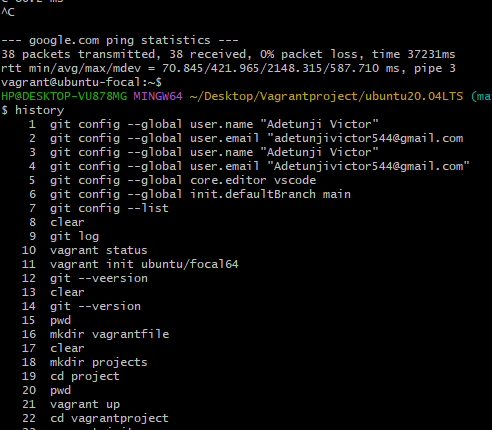 ^C
--- google.com ping statistics ---
38 packets transmitted, 38 received, 0% packet loss, time 37231ms
rtt min/avg/max/mdev = 70.845/421.965/2148.315/587.710 ms, pipe 3
vagrant@ubuntu-focal:~$
HP@DESKTOP-VU878MG MINGW64 ~/Desktop/Vagrantproject/ubuntu20.04LTS (ma
$ history
1 git config --global user.name "Adetunji Victor"
2 git config --global user.email "adetunjivictor544@gmail.com
3 git config --global user.name "Adetunji Victor"
4 git config --global user.email "Adetunjivictor544@gmail.com"
5 git config --global core.editor vscode
6 git config --global init.defaultBranch main
7 git config --list
8 clear
9 git log
10 vagrant status
11 vagrant init ubuntu/focal64
12 git --veersion
13 clear
14 git --version
15 pwd
16 mkdir vagrantfile
17 clear
18 mkdir projects
19 cd project
20 pwd
21 vagrant up
22 cd vagrantproject